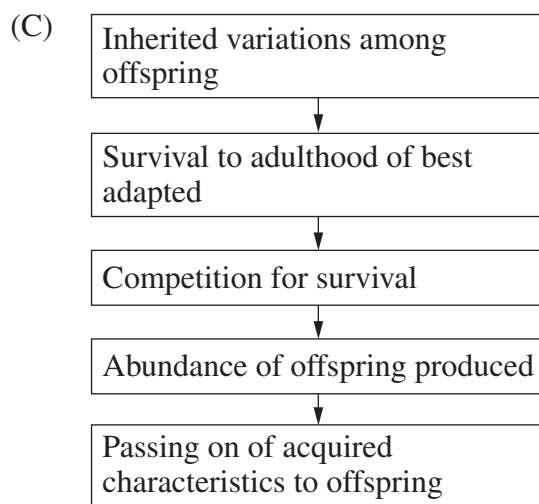 (C)
Inherited variations among
offspring
Survival to adulthood of best
adapted
Competition for survival
Abundance of offspring produced
Passing on of acquired
characteristics to offspring